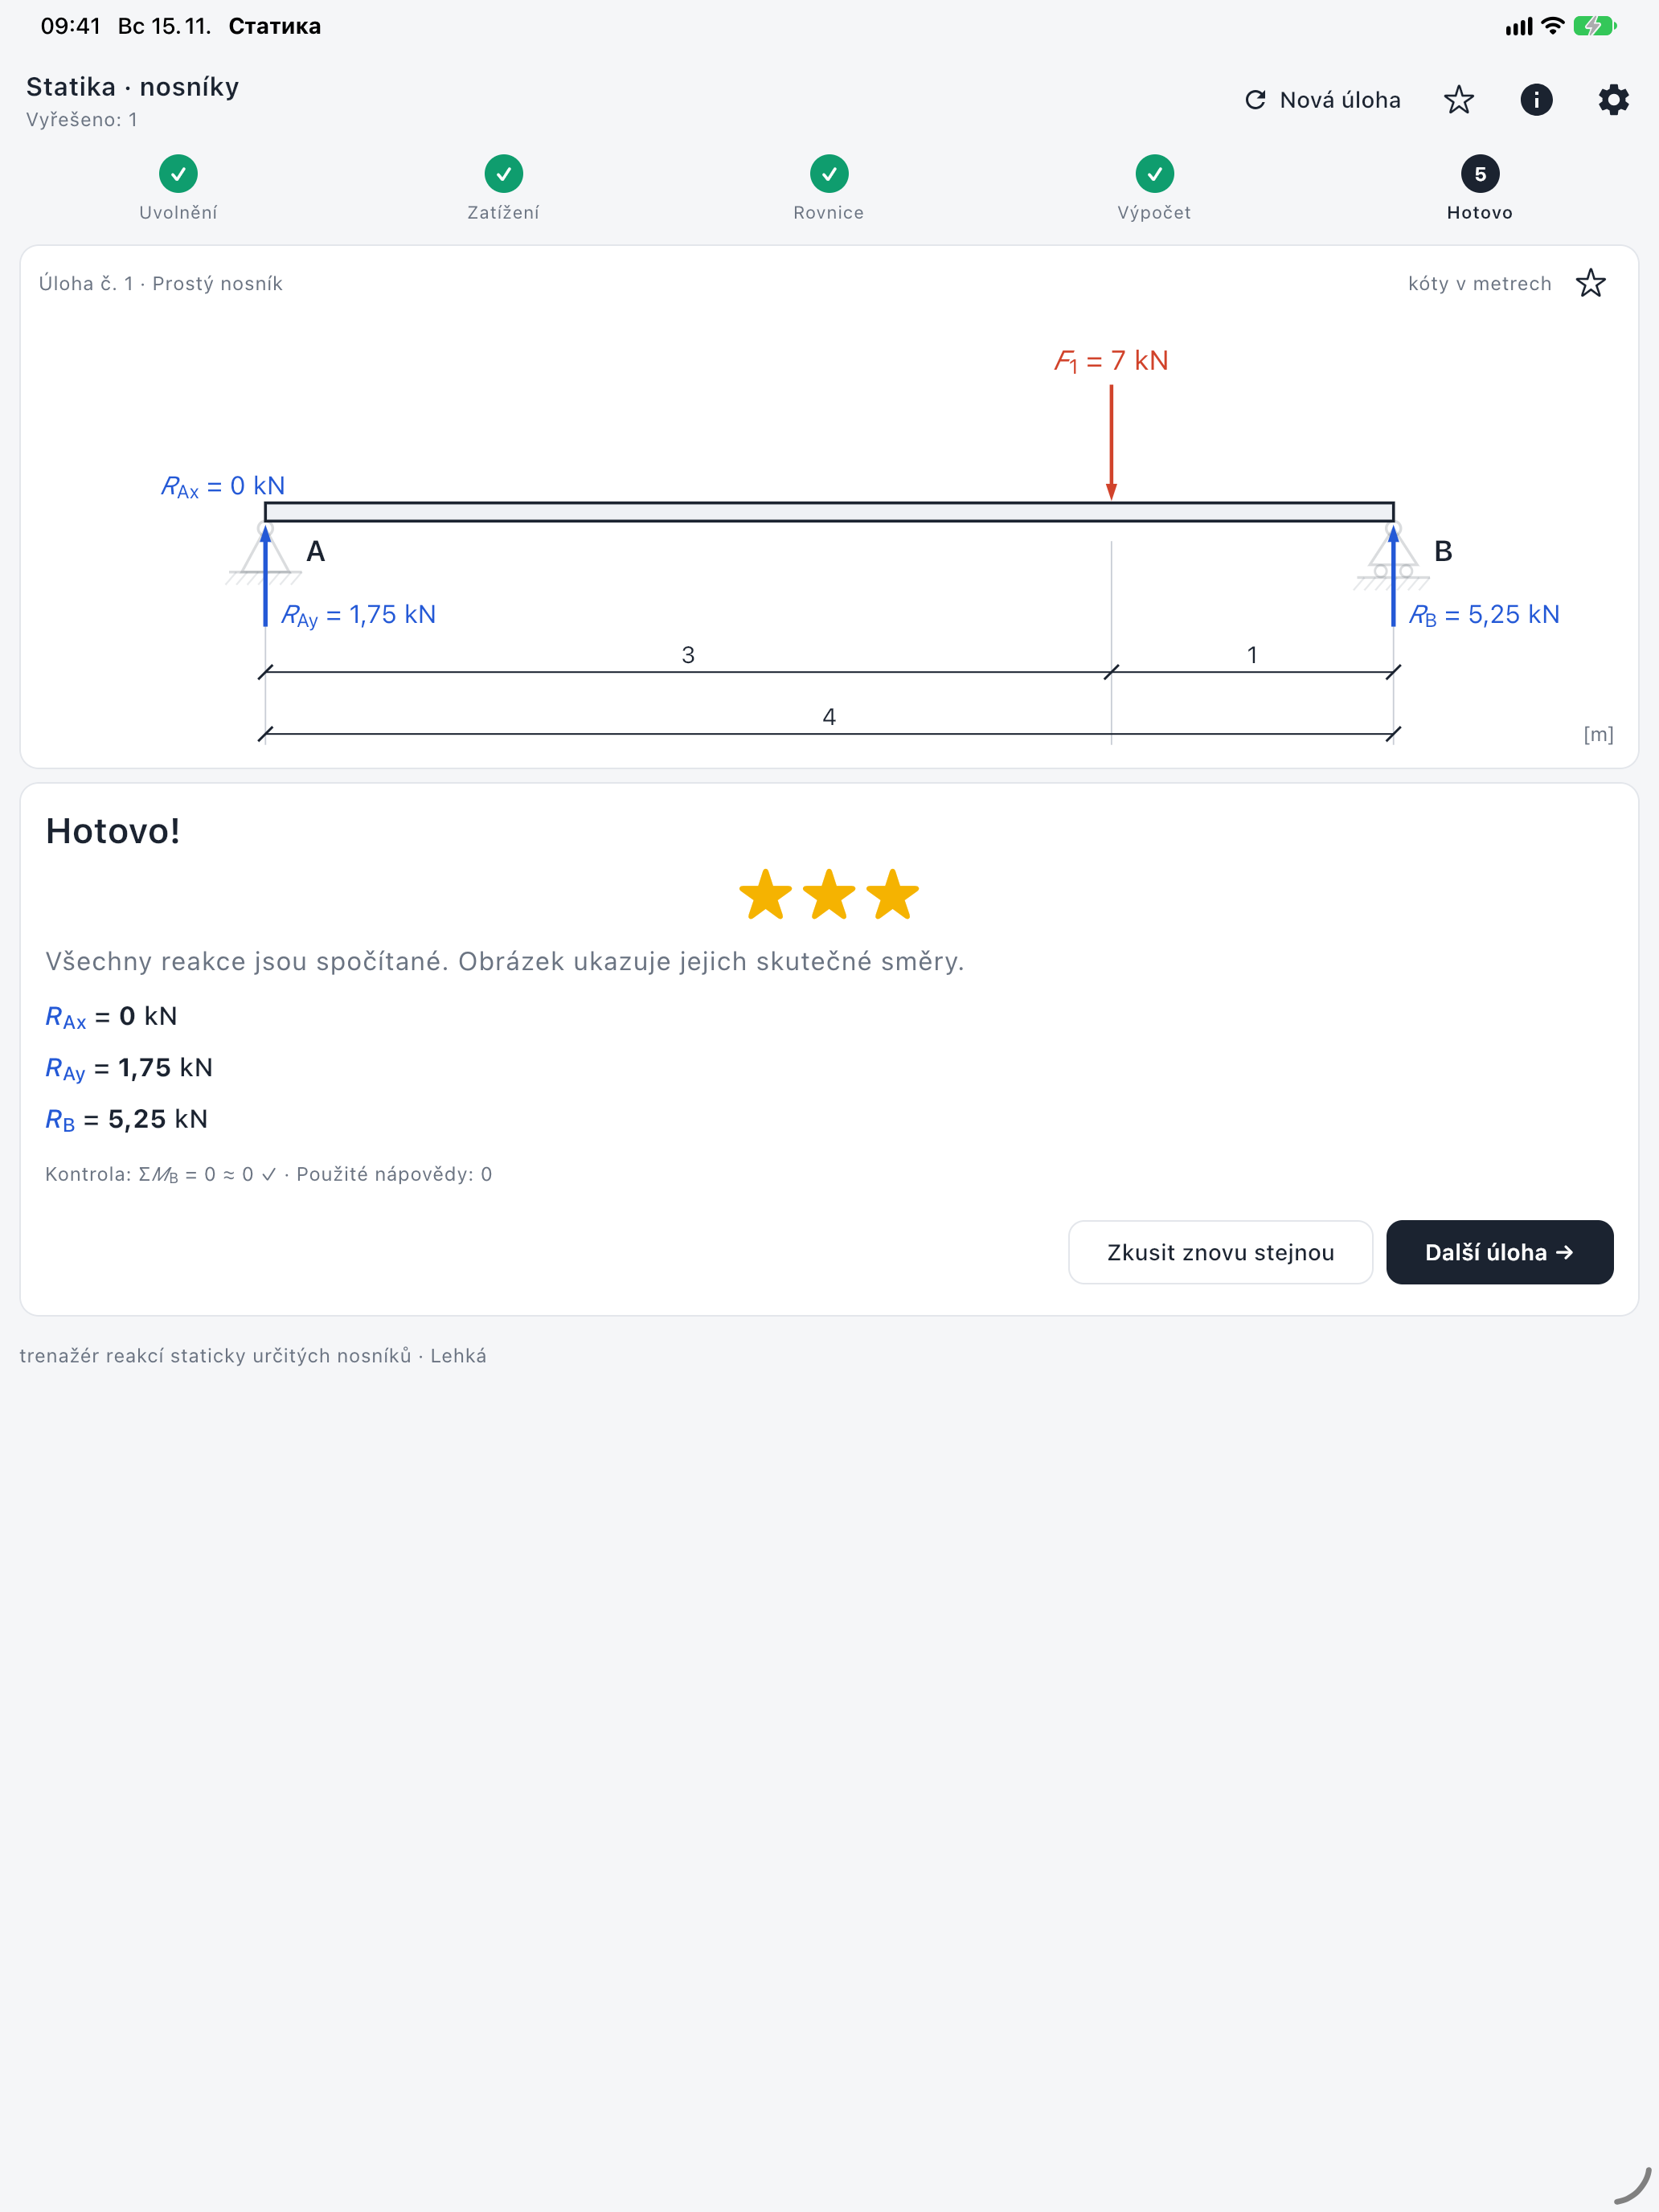 09:41 Вс 15.11. Статика
Statika · nosníky
Vyřešeno: 1
Nová úloha
Uvolnění
Zatížení
Rovnice
Výpočet
5
Hotovo
Úloha č. 1 · Prostý nosník
kóty v metrech
F1 = 7 kN
RAx = 0 kN
A
B
RAy = 1,75 kN
RB = 5,25 kN
3
1
4
[m]
Hotovo!
Všechny reakce jsou spočítané. Obrázek ukazuje jejich skutečné směry.
RAx = 0 kN
RAy = 1,75 kN
RB = 5,25 kN
Kontrola: ΣMB = 0 ≈ 0 ✓ · Použité nápovědy: 0
Zkusit znovu stejnou
Další úloha →
trenažér reakcí staticky určitých nosníků · Lehká